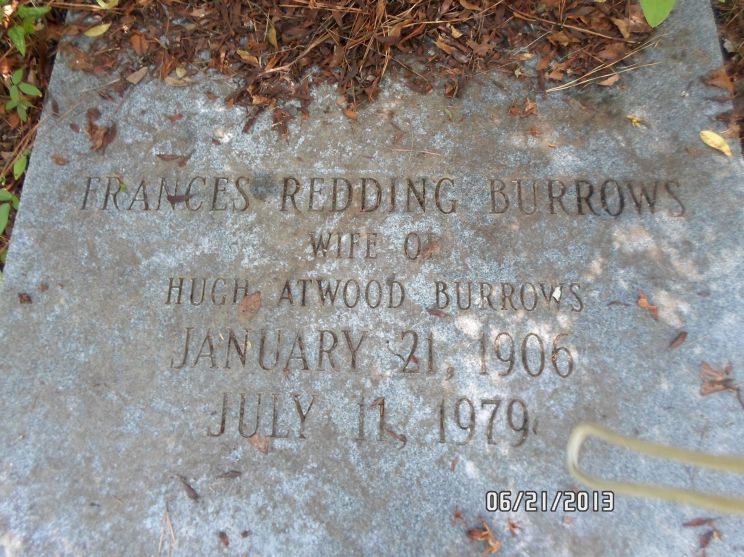 FRANCES REDDING BURROWS
WIFE OF
HUGH ATWOOD BURROWS
JANUARY 21, 1906
JULY 11, 1979
06/21/2013